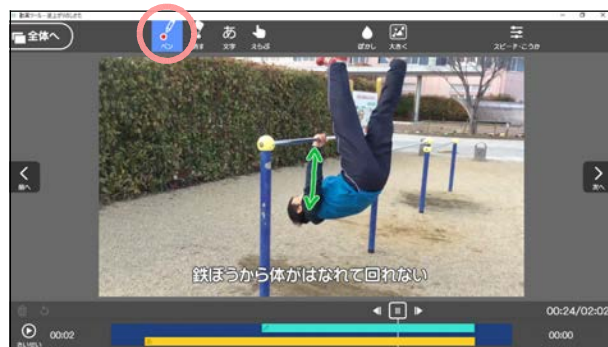 全体へ
ペン
文字
えらぶ
ぼかし
大きく
スピード・こうか
前へ
次へ
鉄ぼうから体がはなれて回れない
00:24/02:02
00:02
00:00